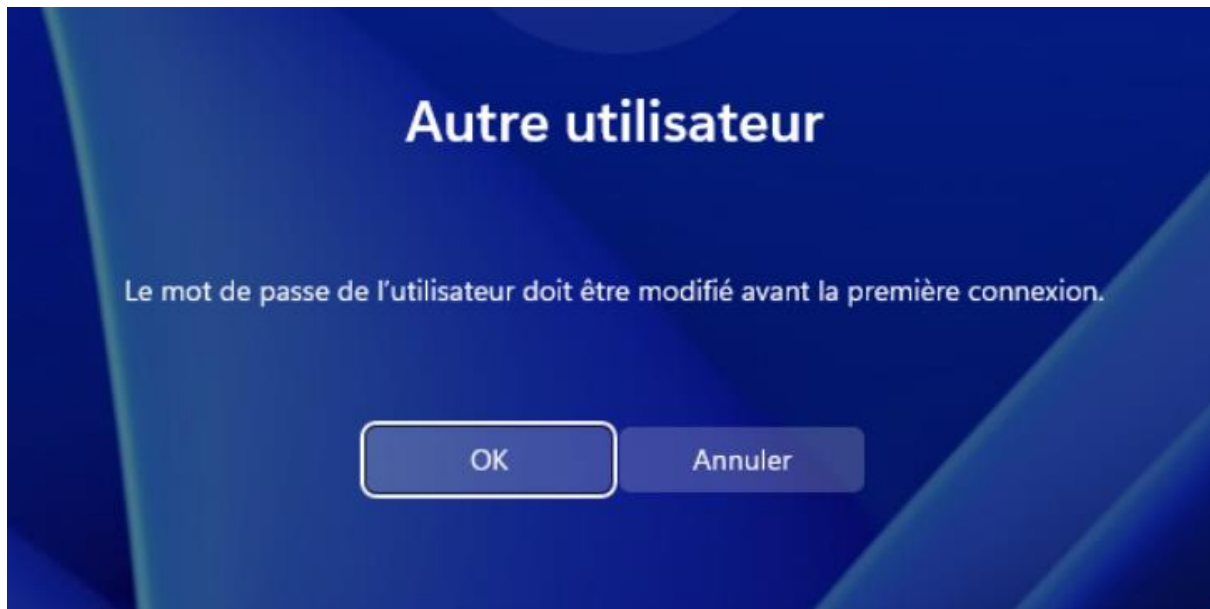 Autre utilisateur
Le mot de passe de l'utilisateur doit être modifié avant la première connexion.
OK
Annuler